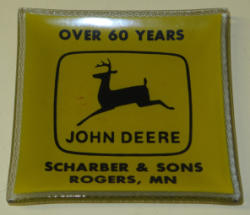 OVER 60 YEARS
JOHN DEERE
SCHARBER & SONS
ROGERS, MN